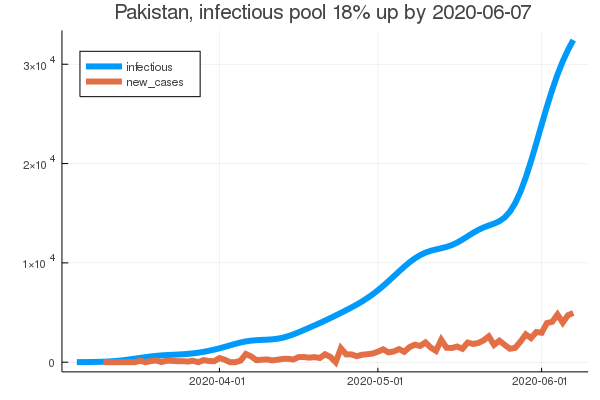 Pakistan, infectious pool 18% up by 2020-06-07
infectious
new_cases
3×10⁴
2×10⁴
1×10⁴
0
2020-04-01 2020-05-01 2020-06-01